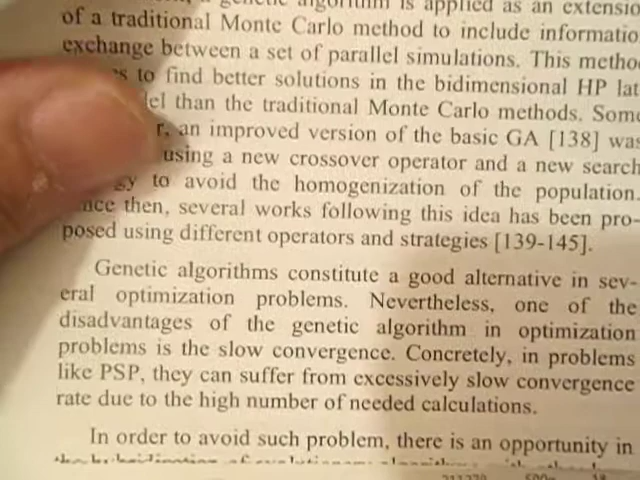 genetic algorithm is applied as an extensio
of a traditional Monte Carlo method to include informatio
exchange between a set of parallel simulations. This metho
s to find better solutions in the bidimensional HP lat
el than the traditional Monte Carlo methods. Some
r, an improved version of the basic GA [138] was
using a new crossover operator and a new search
gy to avoid the homogenization of the population.
nce then, several works following this idea has been pro-
posed using different operators and strategies [139-145].
Genetic algorithms constitute a good alternative in sev-
eral optimization problems. Nevertheless, one of the
disadvantages of the genetic algorithm in optimization
problems is the slow convergence. Concretely, in problems
like PSP, they can suffer from excessively slow convergence
rate due to the high number of needed calculations.
In order to avoid such problem, there is an opportunity in